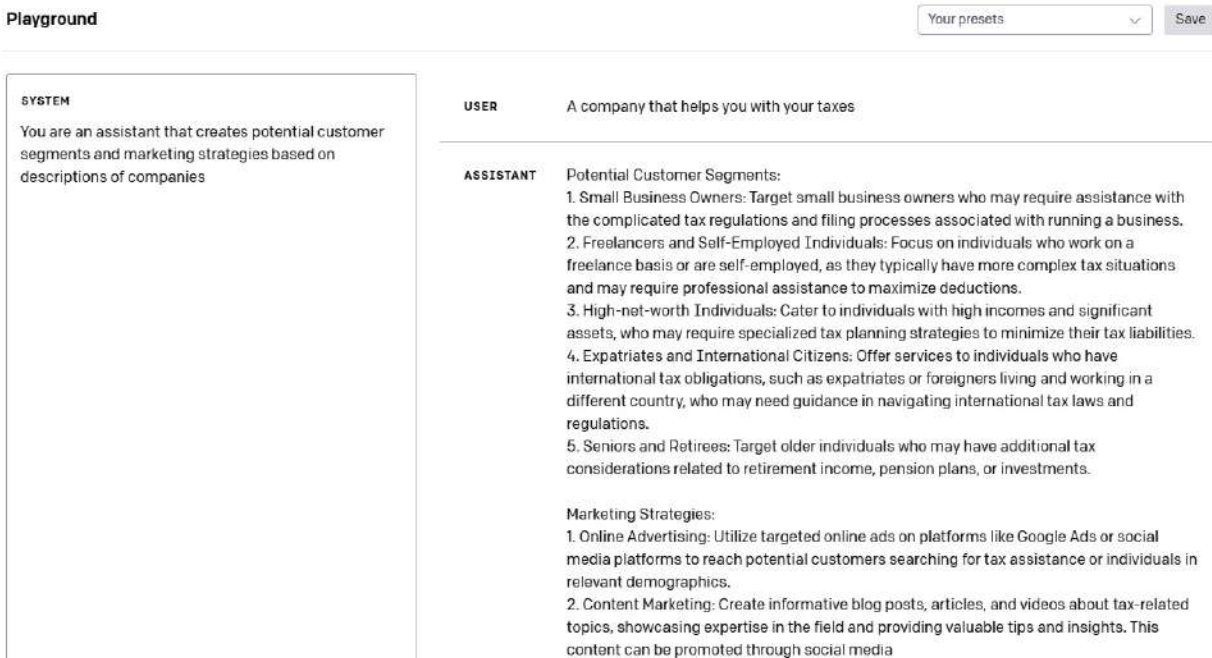 Playground
Your presets
Save
SYSTEM
You are an assistant that creates potential customer
segments and marketing strategies based on
descriptions of companies
USER
A company that helps you with your taxes
ASSISTANT
Potential Customer Segments:
1. Small Business Owners: Target small business owners who may require assistance with
the complicated tax regulations and filing processes associated with running a business.
2. Freelancers and Self-Employed Individuals: Focus on individuals who work on a
freelance basis or are self-employed, as they typically have more complex tax situations
and may require professional assistance to maximize deductions.
3. High-net-worth Individuals: Cater to individuals with high incomes and significant
assets, who may require specialized tax planning strategies to minimize their tax liabilities.
4. Expatriates and International Citizens: Offer services to individuals who have
international tax obligations, such as expatriates or foreigners living and working in a
different country, who may need guidance in navigating international tax laws and
regulations.
5. Seniors and Retirees: Target older individuals who may have additional tax
considerations related to retirement income, pension plans, or investments.
Marketing Strategies:
1. Online Advertising: Utilize targeted online ads on platforms like Google Ads or social
media platforms to reach potential customers searching for tax assistance or individuals in
relevant demographics.
2. Content Marketing: Create informative blog posts, articles, and videos about tax-related
topics, showcasing expertise in the field and providing valuable tips and insights. This
content can be promoted through social media